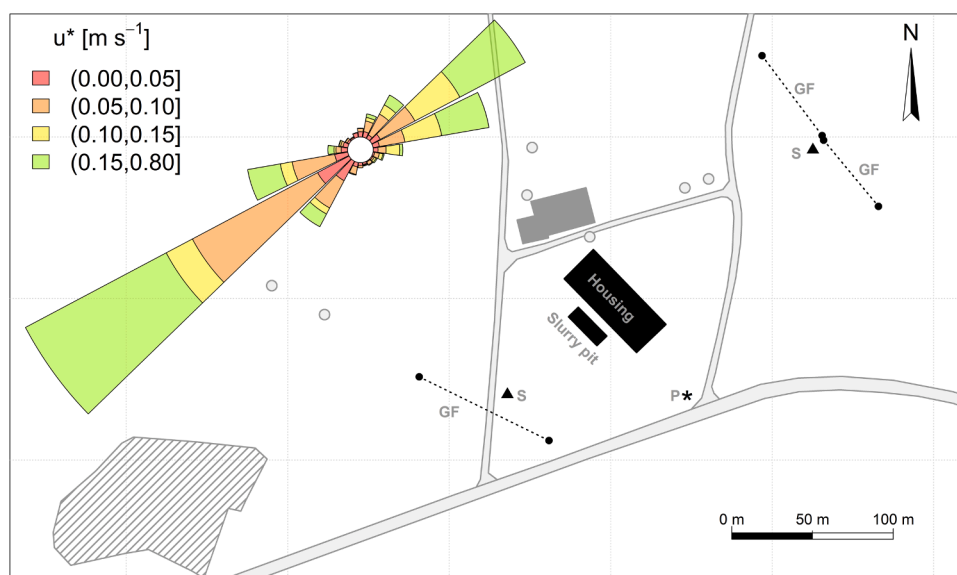 u* [m s⁻¹]
(0.00,0.05]
(0.05,0.10]
(0.10,0.15]
(0.15,0.80]
N
GF
S
GF
Housing
Slurry pit
GF
S
P*
0 m 50 m 100 m